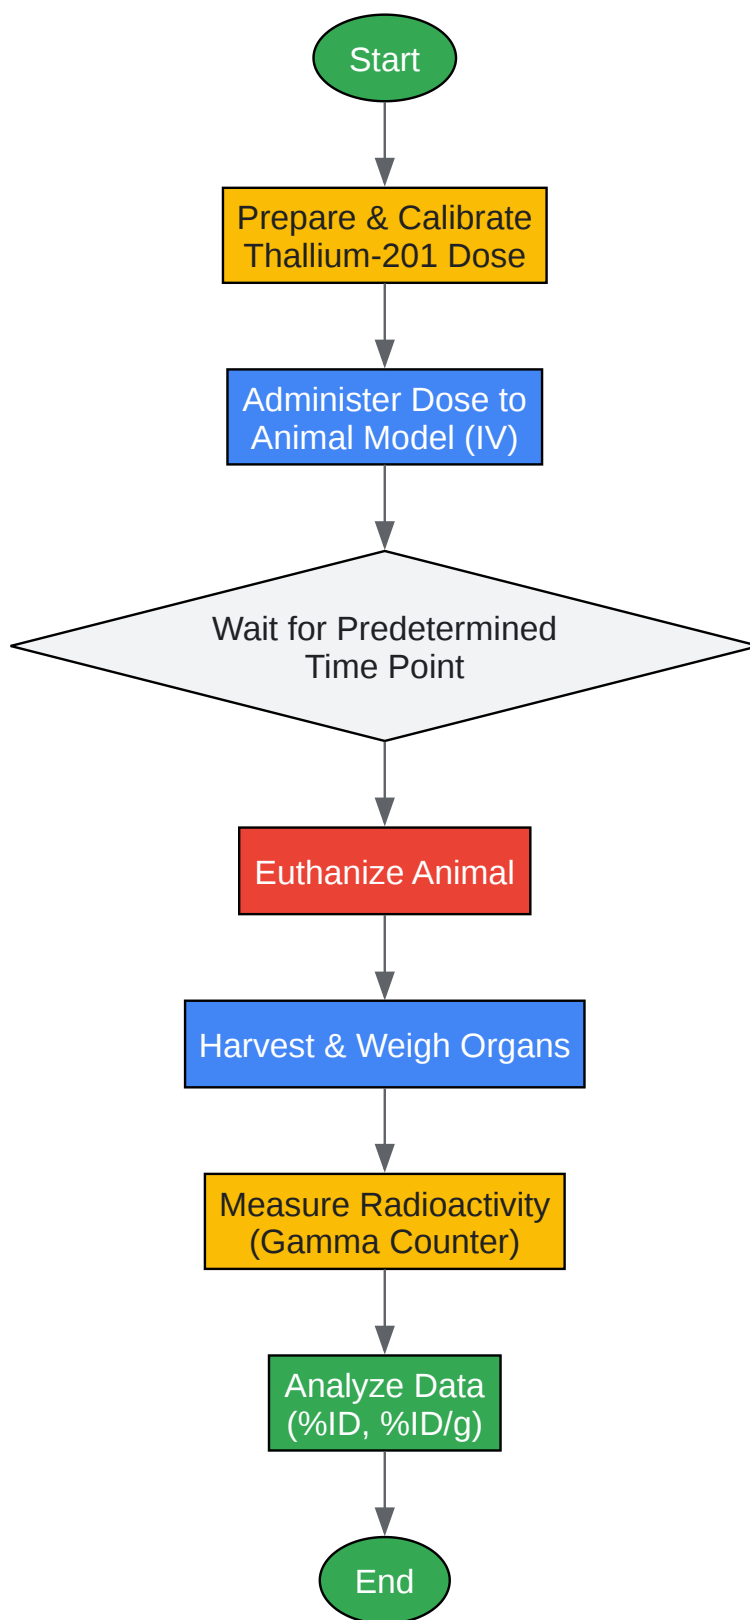 Start
Prepare & Calibrate
Thallium-201 Dose
Administer Dose to
Animal Model (IV)
Wait for Predetermined
Time Point
Euthanize Animal
Harvest & Weigh Organs
Measure Radioactivity
(Gamma Counter)
Analyze Data
(%ID, %ID/g)
End